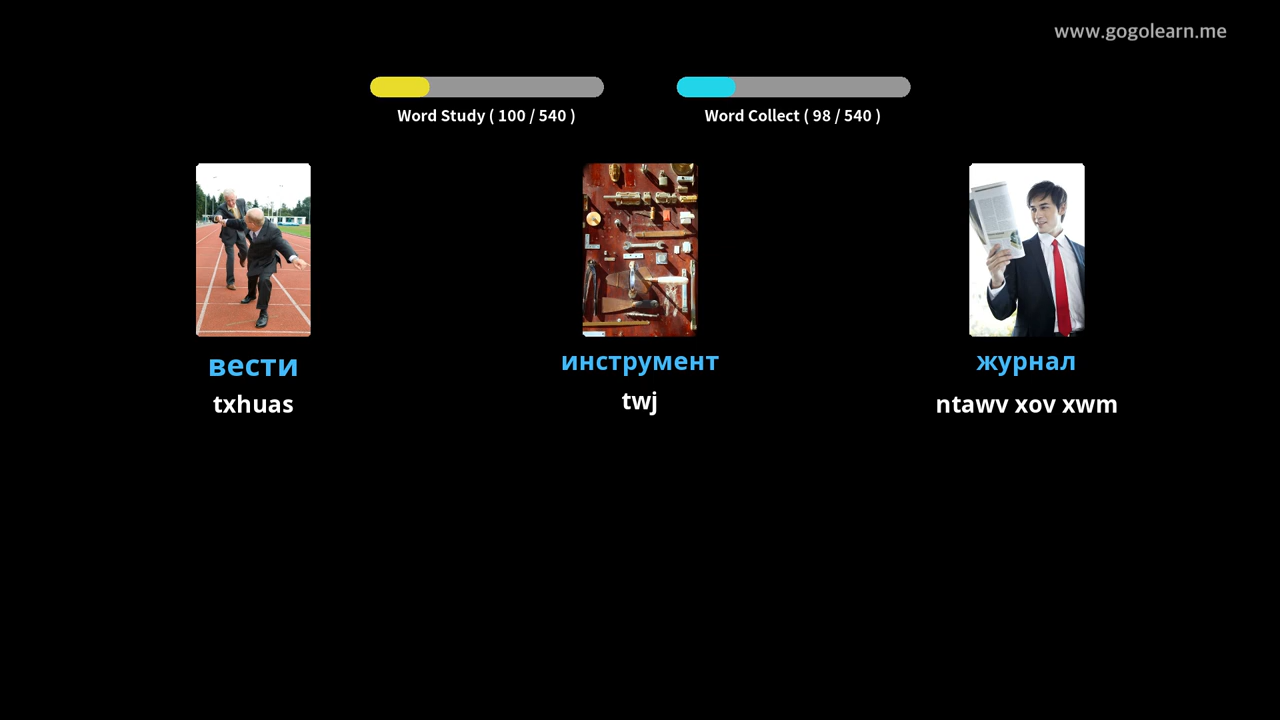 www.gogolearn.me
Word Study ( 100 / 540 )
Word Collect ( 98 / 540 )
вести
инструмент
журнал
txhuas
twj
ntawv xov xwm